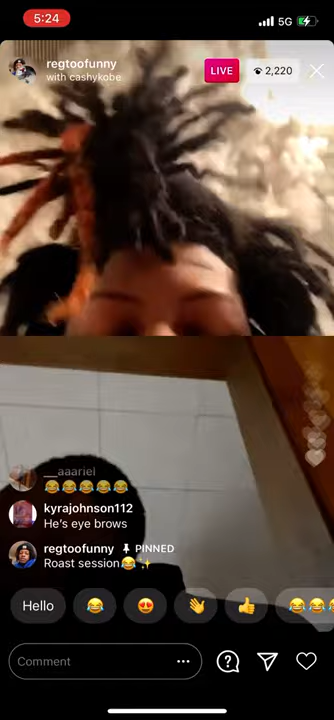 5:24
5G
regtoofunny
with cashykobe
LIVE
2,220
__aaariel
😂😂😂😂😂
kyrajohnson112
He's eye brows
regtoofunny PINNED
Roast session😂✨
Hello
Comment